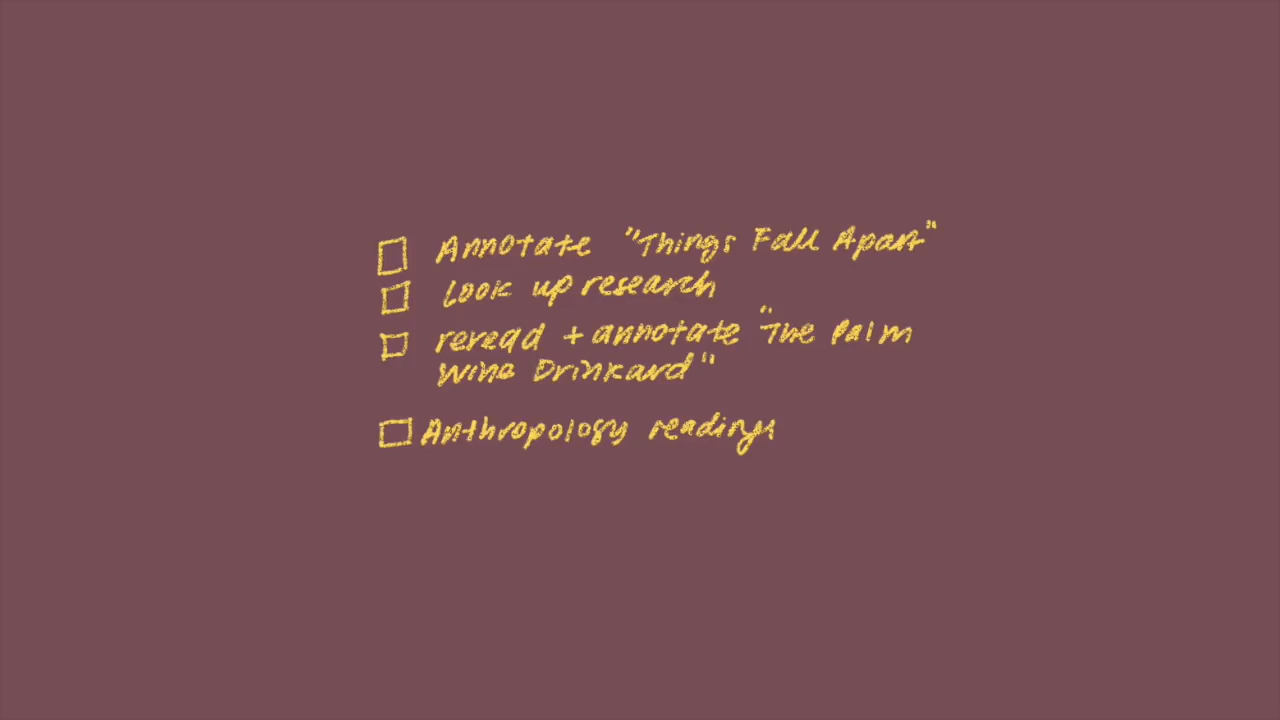 Annotate "Things Fall Apart"
Look up research
reread + annotate "The Palm
Wine Drinkard"
Anthropology readings